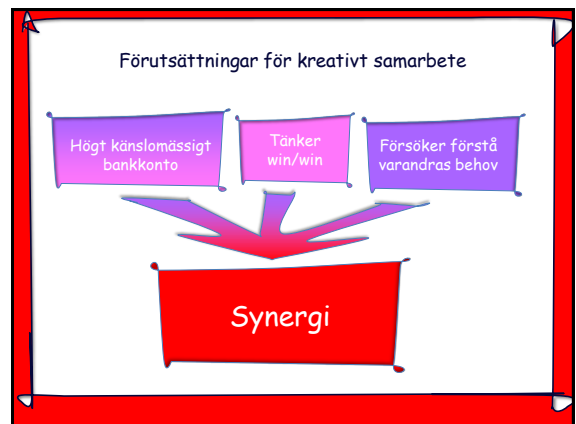 Förutsättningar för kreativt samarbete
Högt känslomässigt
bankkonto
Tänker
win/win
Försöker förstå
varandras behov
Synergi